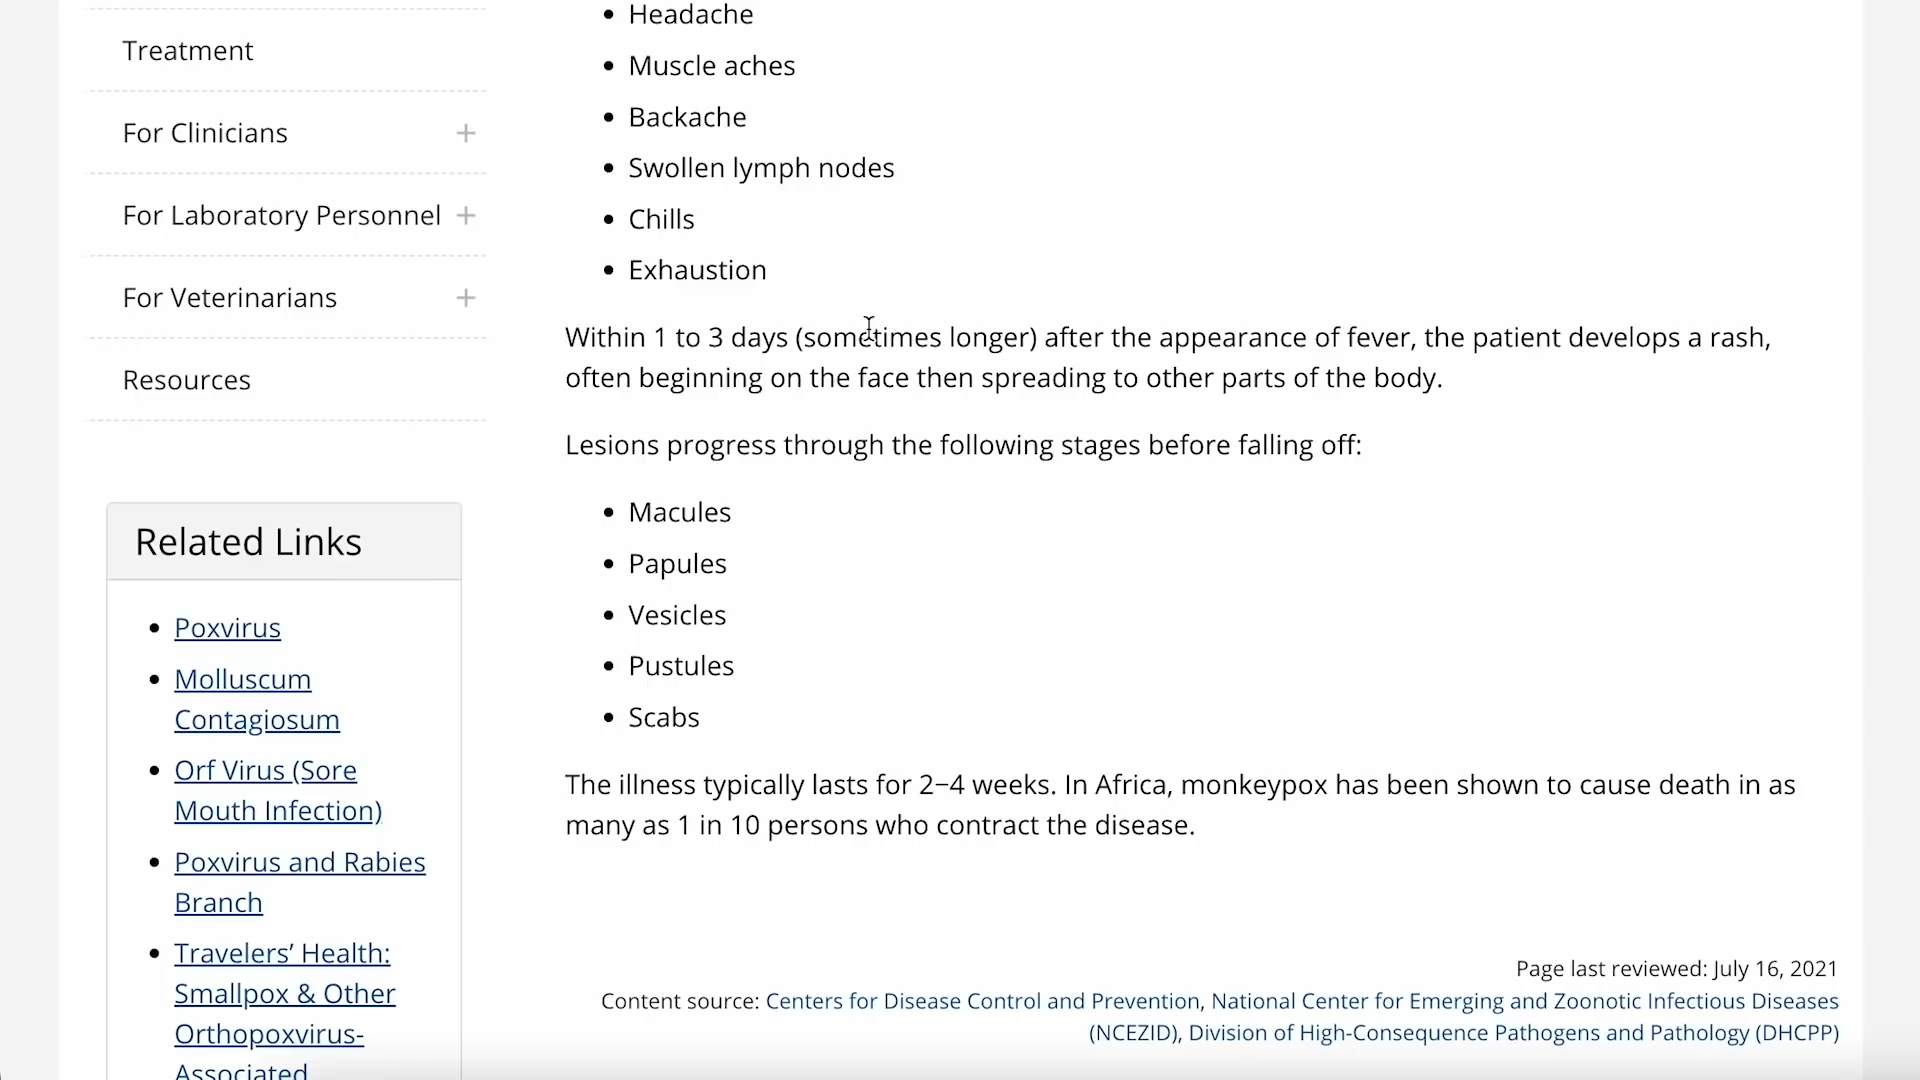 Treatment
For Clinicians
For Laboratory Personnel
For Veterinarians
Resources
Related Links
Poxvirus
Molluscum
Contagiosum
Orf Virus (Sore
Mouth Infection)
Poxvirus and Rabies
Branch
Travelers’ Health:
Smallpox & Other
Orthopoxvirus-
Associated
Headache
Muscle aches
Backache
Swollen lymph nodes
Chills
Exhaustion
Within 1 to 3 days (sometimes longer) after the appearance of fever, the patient develops a rash,
often beginning on the face then spreading to other parts of the body.
Lesions progress through the following stages before falling off:
Macules
Papules
Vesicles
Pustules
Scabs
The illness typically lasts for 2−4 weeks. In Africa, monkeypox has been shown to cause death in as
many as 1 in 10 persons who contract the disease.
Page last reviewed: July 16, 2021
Content source: Centers for Disease Control and Prevention, National Center for Emerging and Zoonotic Infectious Diseases
(NCEZID), Division of High-Consequence Pathogens and Pathology (DHCPP)